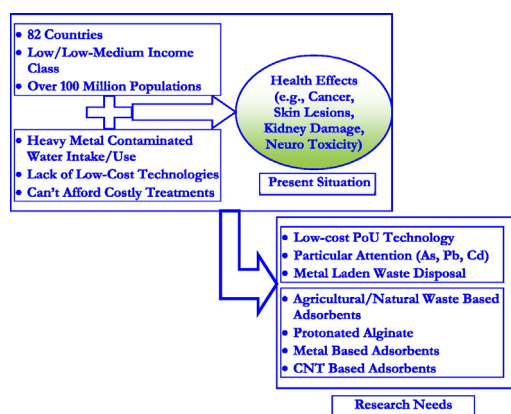 • 82 Countries
• Low/Low-Medium Income
Class
• Over 100 Million Populations
• Heavy Metal Contaminated
Water Intake/Use
• Lack of Low-Cost Technologies
• Can't Afford Costly Treatments
Health Effects
(e.g., Cancer,
Skin Lesions,
Kidney Damage,
Neuro Toxicity)
Present Situation
• Low-cost PoU Technology
• Particular Attention (As, Pb, Cd)
• Metal Laden Waste Disposal
• Agricultural/Natural Waste Based
Adsorbents
• Protonated Alginate
• Metal Based Adsorbents
• CNT Based Adsorbents
Research Needs